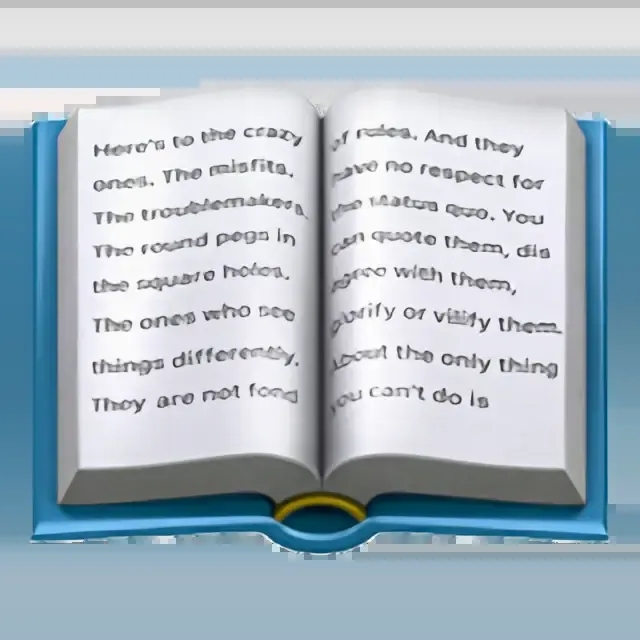 Here's to the crazy
ones. The misfits.
The troublemakers.
The round pegs in
the square holes.
The ones who see
things differently.
They are not fond
of rules. And they
have no respect for
the status quo. You
can quote them, dis
agree with them,
glorify or vilify them.
About the only thing
you can't do is